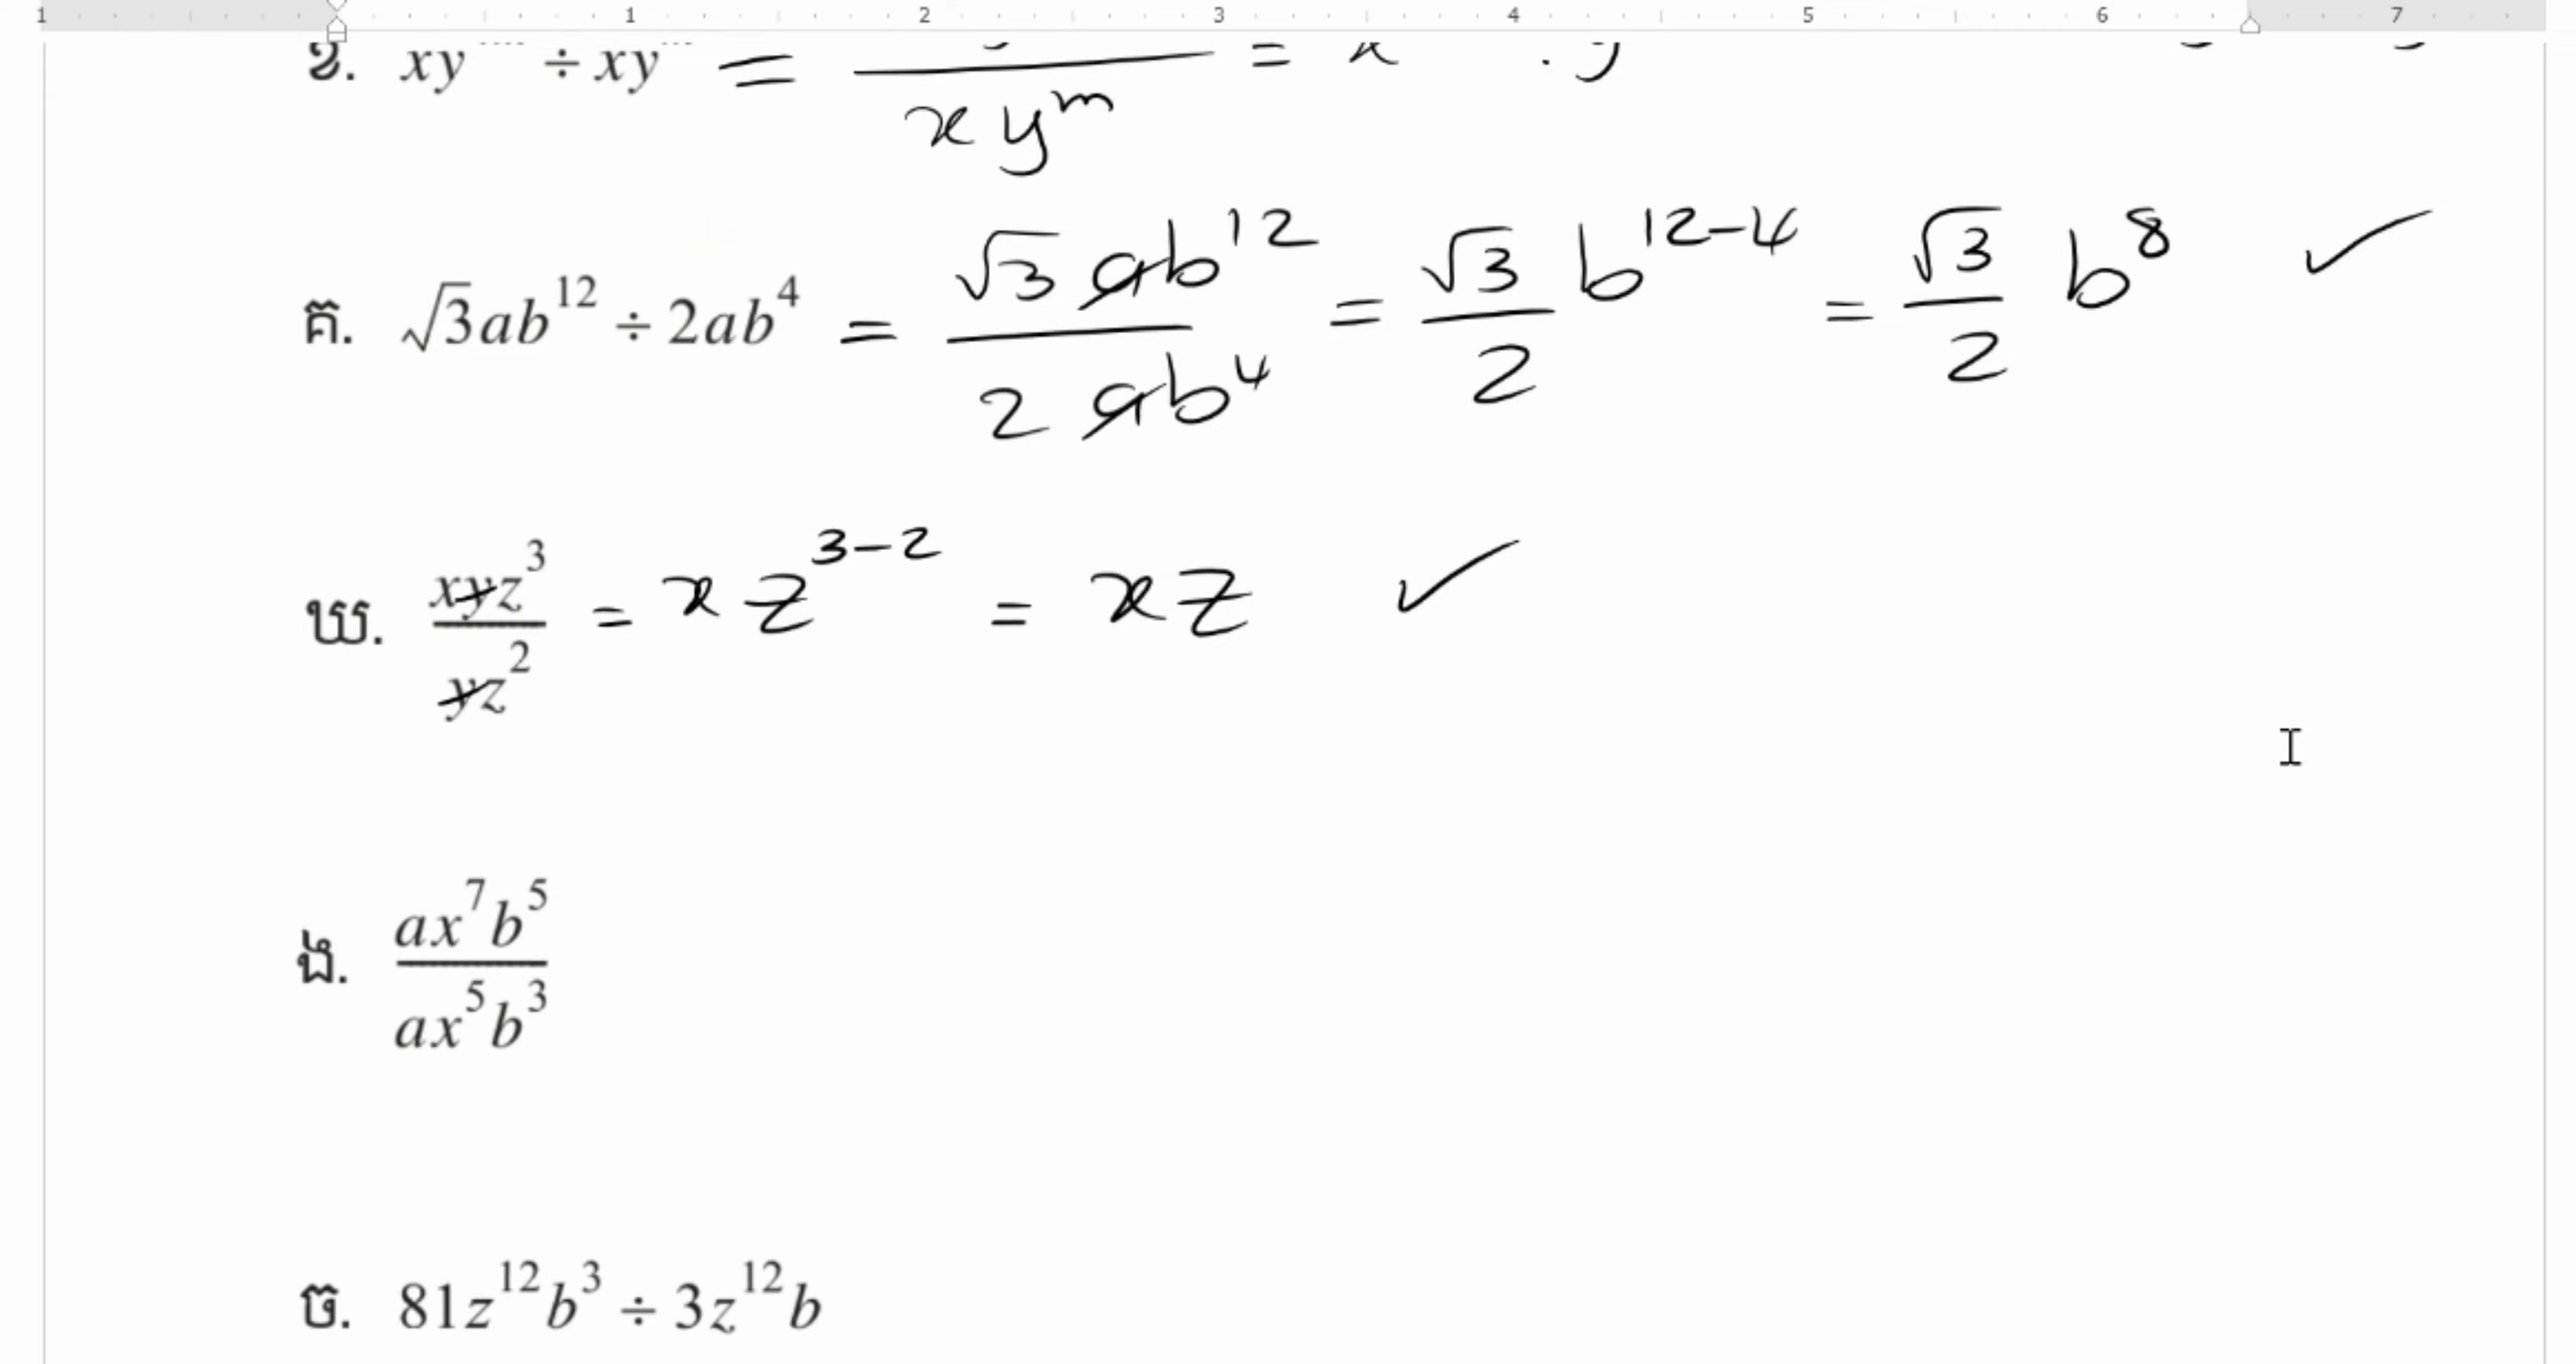 1 1 2 3 4 5 6 7
ខ. xy ÷ xy = / xy^m = x . y
គ. √3ab^12 ÷ 2ab^4 = √3 ab^12 / 2 ab^4 = √3/2 b^12-4 = √3/2 b^8 ✓
ឃ. xyz^3 / yz^2 = x z^3-2 = xz ✓
ង. ax^7b^5 / ax^5b^3
ច. 81z^12b^3 ÷ 3z^12b